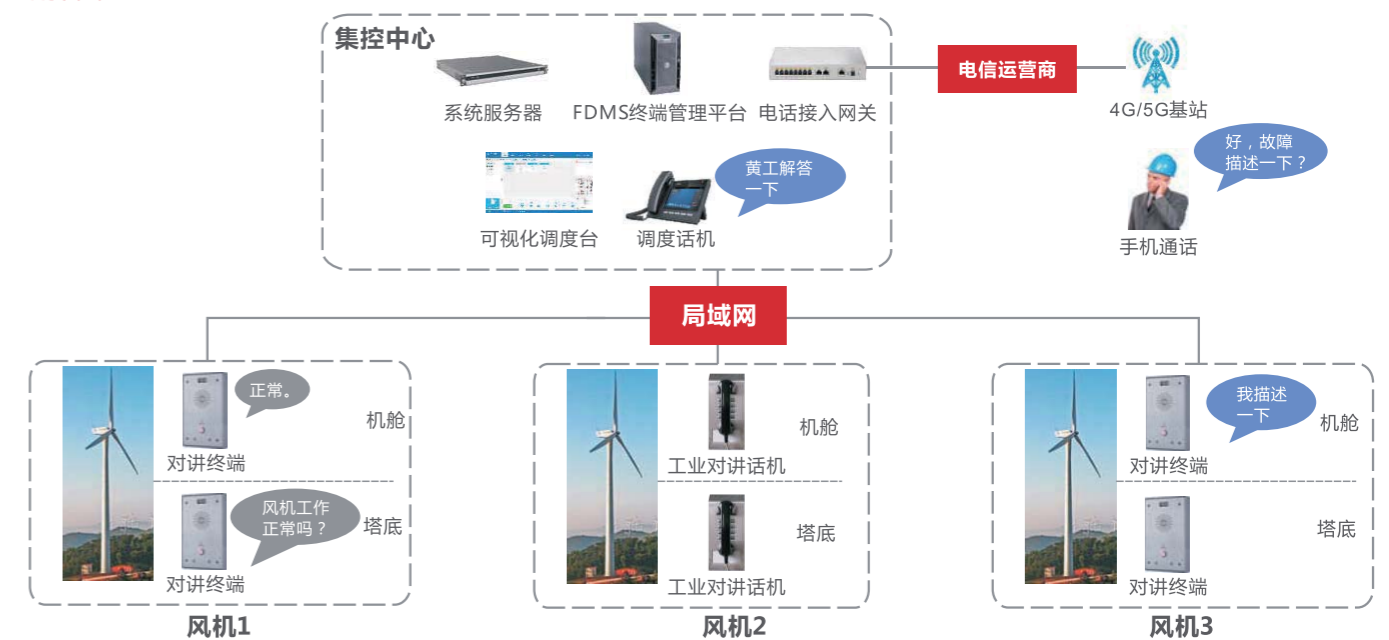 集控中心
系统服务器
FDMS终端管理平台
电话接入网关
电信运营商
4G/5G基站
好，故障
描述一下？
手机通话
黄工解答
一下
可视化调度台
调度话机
局域网
正常。
机舱
对讲终端
风机工作
正常吗？
塔底
对讲终端
风机1
机舱
工业对讲话机
塔底
工业对讲话机
风机2
我描述
一下
机舱
对讲终端
塔底
对讲终端
风机3